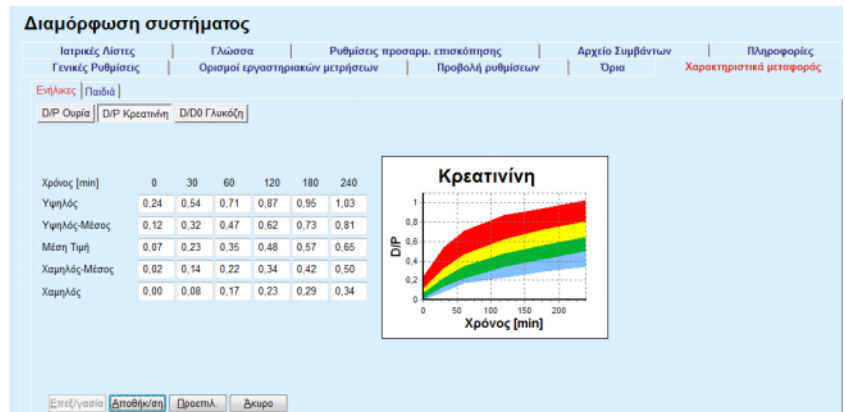 Διαμόρφωση συστήματος
Ιατρικές Λίστες Γλώσσα Ρυθμίσεις προσαρμ. επισκόπησης Αρχείο Συμβάντων Πληροφορίες
Γενικές Ρυθμίσεις Ορισμοί εργαστηριακών μετρήσεων Προβολή ρυθμίσεων Όρια Χαρακτηριστικά μεταφοράς
Ενήλικες Παιδιά
D/P Ουρία D/P Κρεατινίνη D/D0 Γλυκόζη
Χρόνος [min] 0 30 60 120 180 240
Υψηλός 0,24 0,54 0,71 0,87 0,95 1,03
Υψηλός-Μέσος 0,12 0,32 0,47 0,62 0,73 0,81
Μέση Τιμή 0,07 0,23 0,35 0,48 0,57 0,65
Χαμηλός-Μέσος 0,02 0,14 0,22 0,34 0,42 0,50
Χαμηλός 0,00 0,08 0,17 0,23 0,29 0,34
Κρεατινίνη
D/P
1
0,8
0,6
0,4
0,2
0
0 50 100 150 200
Χρόνος [min]
Επεξ/γασία Αποθήκ/ση Προεπιλ. Άκυρο